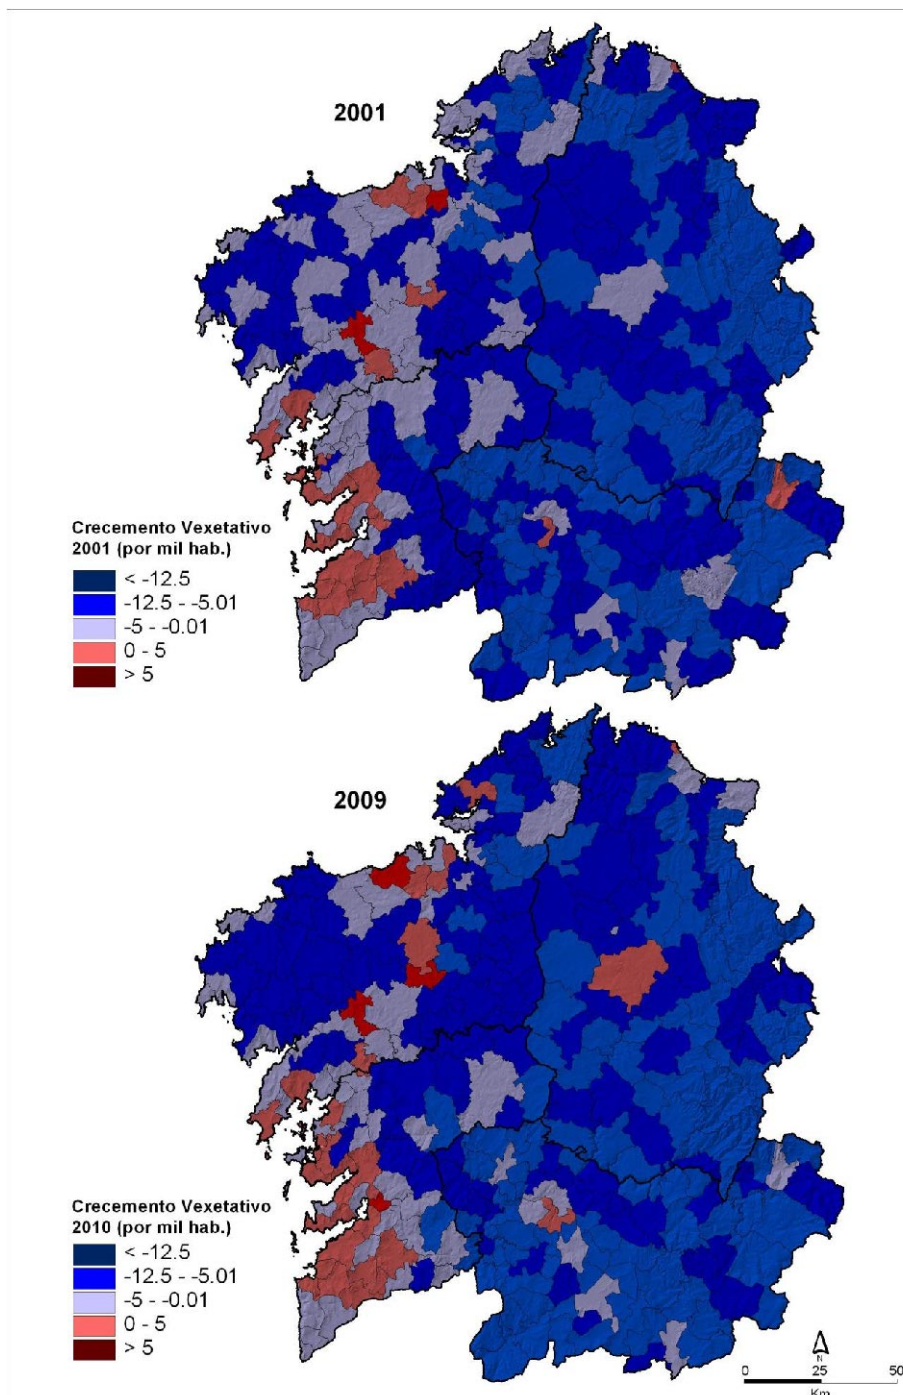 2001
Crecemento Vexetativo
2001 (por mil hab.)
< -12.5
-12.5 - -5.01
-5 - -0.01
0 - 5
> 5
2009
Crecemento Vexetativo
2010 (por mil hab.)
< -12.5
-12.5 - -5.01
-5 - -0.01
0 - 5
> 5
N
0 25 50
Km